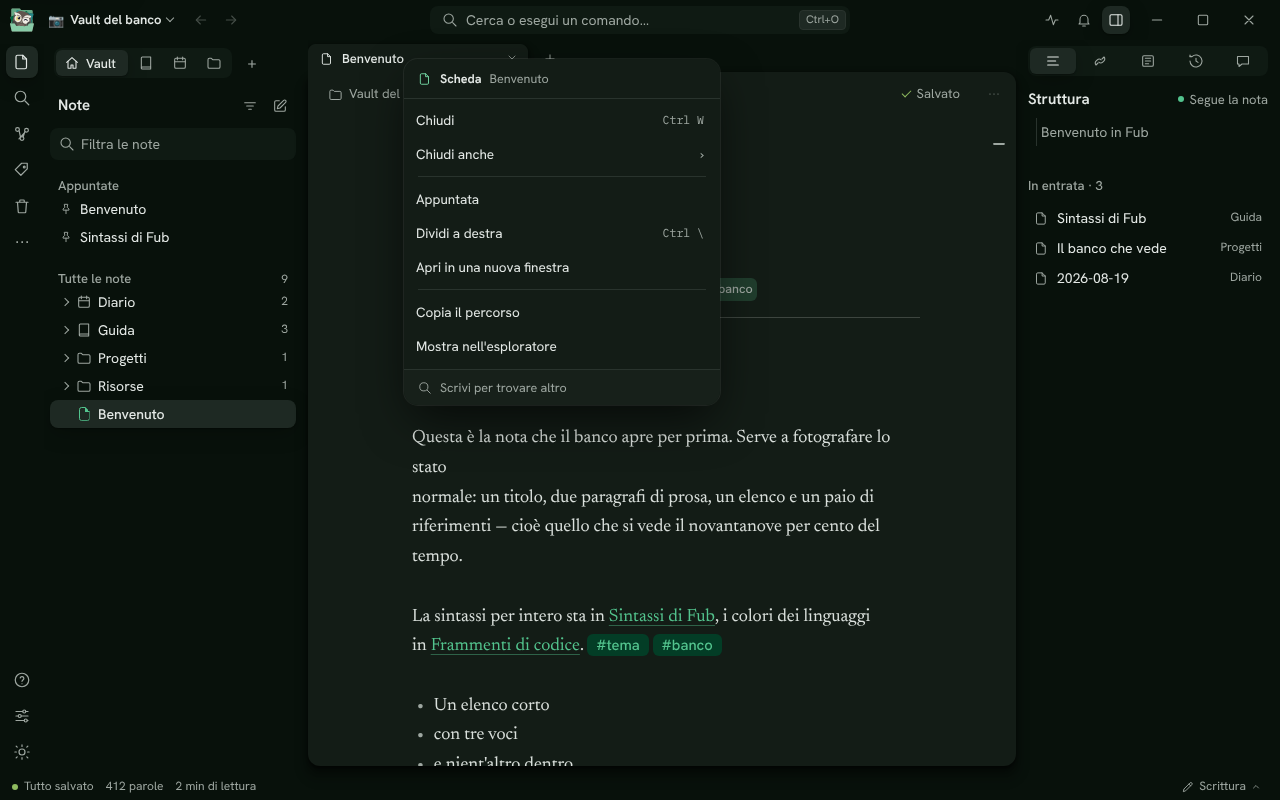 Vault del banco
Cerca o esegui un comando…
Ctrl+O
Vault
Benvenuto
Note
Filtra le note
Appuntate
Benvenuto
Sintassi di Fub
Tutte le note 9
Diario 2
Guida 3
Progetti 1
Risorse 1
Benvenuto
Vault del
Salvato
Scheda Benvenuto
Chiudi Ctrl W
Chiudi anche
Appuntata
Dividi a destra Ctrl \
Apri in una nuova finestra
Copia il percorso
Mostra nell'esploratore
Scrivi per trovare altro
banco
Questa è la nota che il banco apre per prima. Serve a fotografare lo
stato
normale: un titolo, due paragrafi di prosa, un elenco e un paio di
riferimenti — cioè quello che si vede il novantanove per cento del
tempo.
La sintassi per intero sta in Sintassi di Fub, i colori dei linguaggi
in Frammenti di codice. #tema #banco
• Un elenco corto
• con tre voci
• e nient'altro dentro
Struttura
Segue la nota
Benvenuto in Fub
In entrata · 3
Sintassi di Fub Guida
Il banco che vede Progetti
2026-08-19 Diario
Tutto salvato 412 parole 2 min di lettura
Scrittura